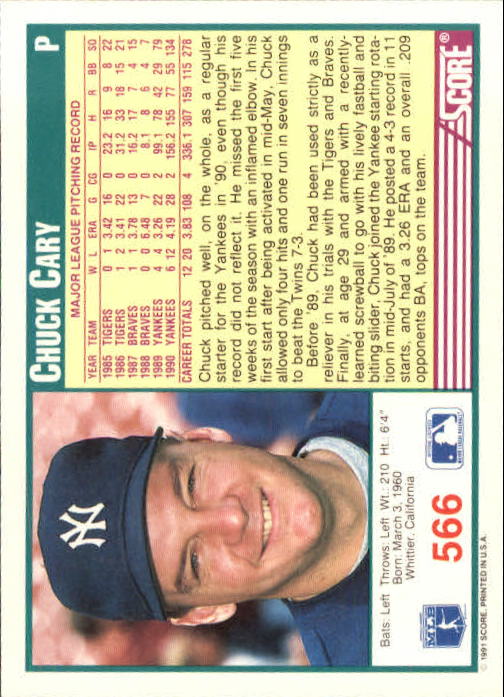 CHUCK CARY P
MAJOR LEAGUE PITCHING RECORD
YEAR TEAM W L ERA G CG IP H R BB SO
1985 TIGERS 0 1 3.42 16 0 23.2 16 9 8 22
1986 TIGERS 1 2 3.41 22 0 31.2 33 18 15 21
1987 BRAVES 1 1 3.78 13 0 16.2 17 7 4 15
1988 BRAVES 0 0 6.48 7 0 8.1 8 6 4 7
1989 YANKEES 4 4 3.26 22 2 99.1 78 42 29 79
1990 YANKEES 6 12 4.19 28 2 156.2 155 77 55 134
CAREER TOTALS 12 20 3.83 108 4 336.1 307 159 115 278
Chuck pitched well, on the whole, as a regular
starter for the Yankees in '90, even though his
record did not reflect it. He missed the first five
weeks of the season with an inflamed elbow. In his
first start after being activated in mid-May, Chuck
allowed only four hits and one run in seven innings
to beat the Twins 7-3.
Before '89, Chuck had been used strictly as a
reliever in his trials with the Tigers and Braves.
Finally, at age 29 and armed with a recently-
learned screwball to go with his lively fastball and
biting slider, Chuck joined the Yankee starting rota-
tion in mid-July of '89. He posted a 4-3 record in 11
starts, and had a 3.26 ERA and an overall .209
opponents BA, tops on the team.
SCORE
NY
Bats: Left Throws: Left Wt.: 210 Ht.: 6'4"
Born: March 3, 1960
Whittier, California
566
© 1991 SCORE, PRINTED IN U.S.A.